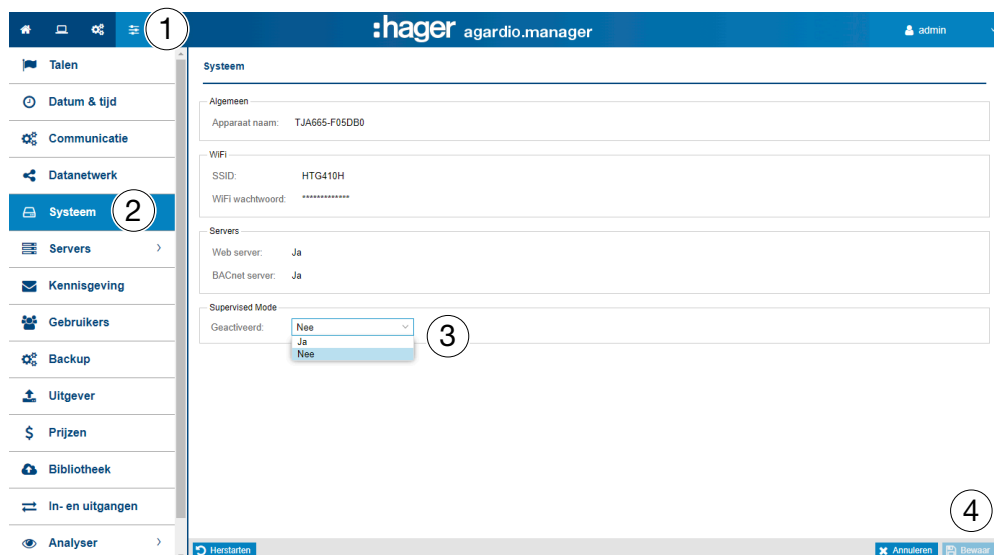 1
:hager agardio.manager
admin
Talen
Datum & tijd
Communicatie
Datanetwerk
Systeem
2
Servers
Kennisgeving
Gebruikers
Backup
Uitgever
Prijzen
Bibliotheek
In- en uitgangen
Analyser
Systeem
Algemeen
Apparaat naam: TJA665-F05DB0
WiFi
SSID: HTG410H
WiFi wachtwoord: *************
Servers
Web server: Ja
BACnet server: Ja
Supervised Mode
Geactiveerd: Nee
Ja
Nee
3
4
Herstarten
Annuleren
Bewaar